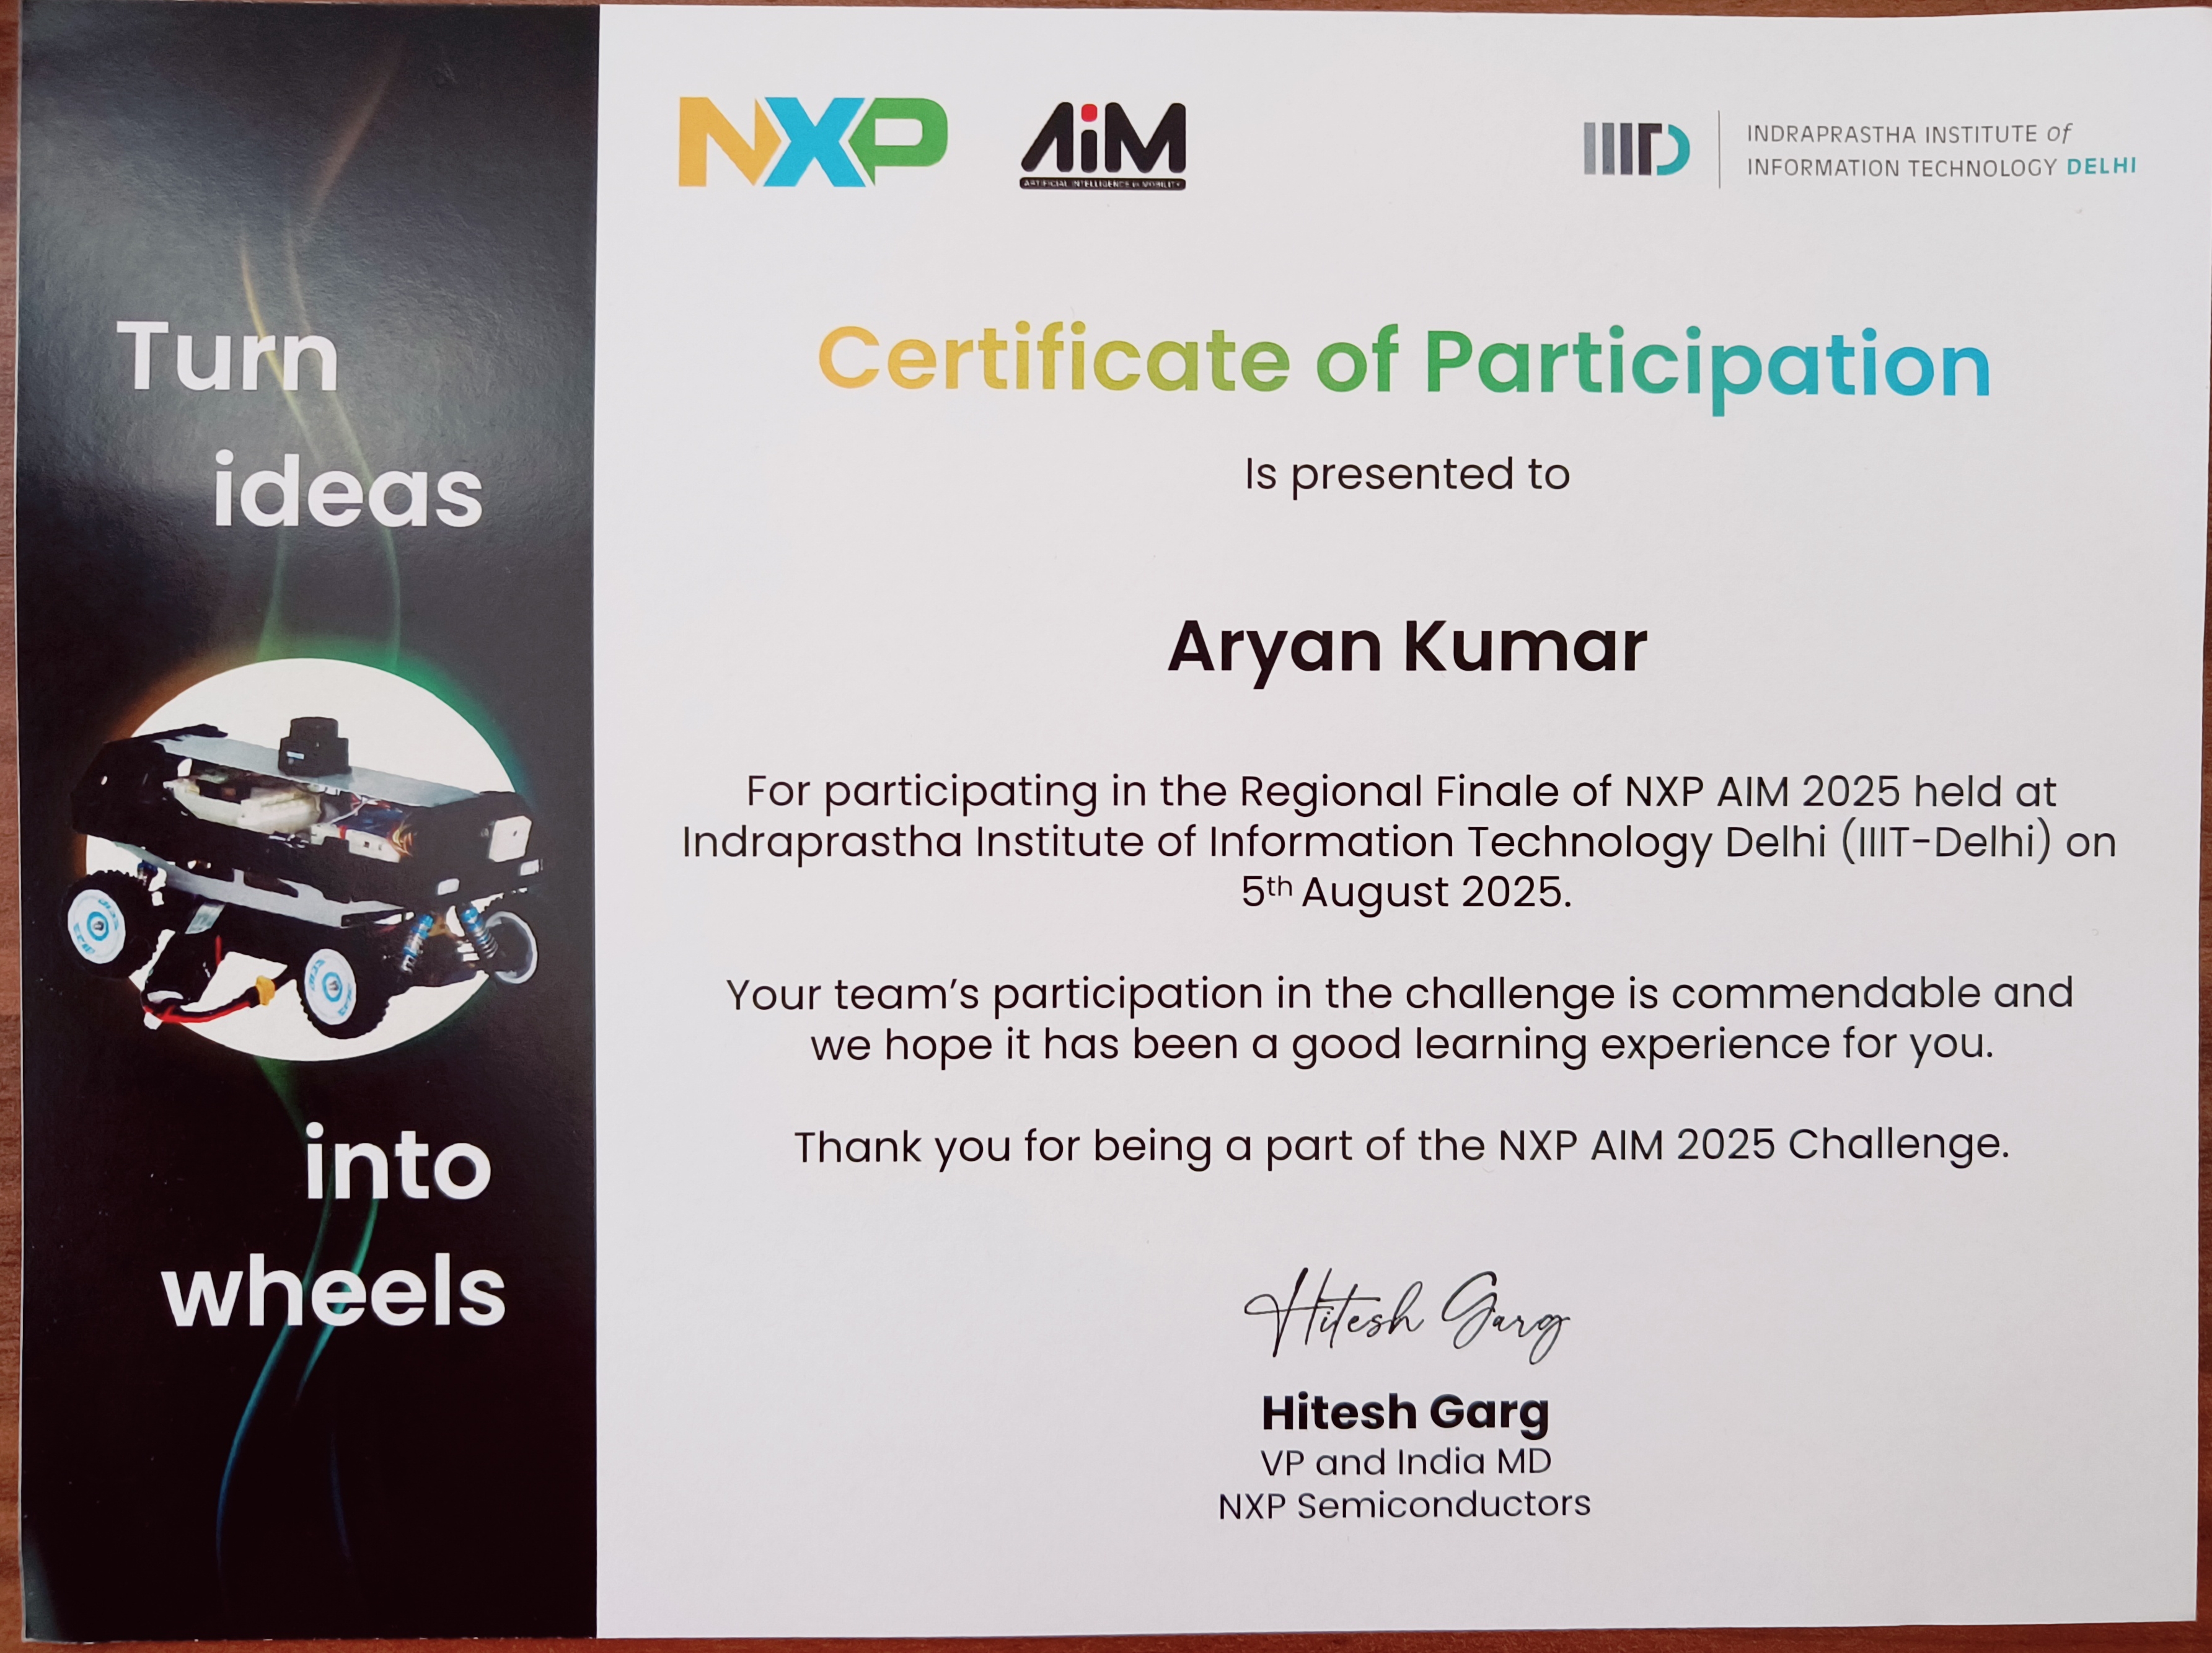 Turn
ideas
into
wheels
NXP
AiM
ARTIFICIAL INTELLIGENCE in MOBILITY
IIITD
INDRAPRASTHA INSTITUTE of
INFORMATION TECHNOLOGY DELHI
Certificate of Participation
Is presented to
Aryan Kumar
For participating in the Regional Finale of NXP AIM 2025 held at
Indraprastha Institute of Information Technology Delhi (IIIT-Delhi) on
5th August 2025.
Your team's participation in the challenge is commendable and
we hope it has been a good learning experience for you.
Thank you for being a part of the NXP AIM 2025 Challenge.
Hitesh Garg
Hitesh Garg
VP and India MD
NXP Semiconductors